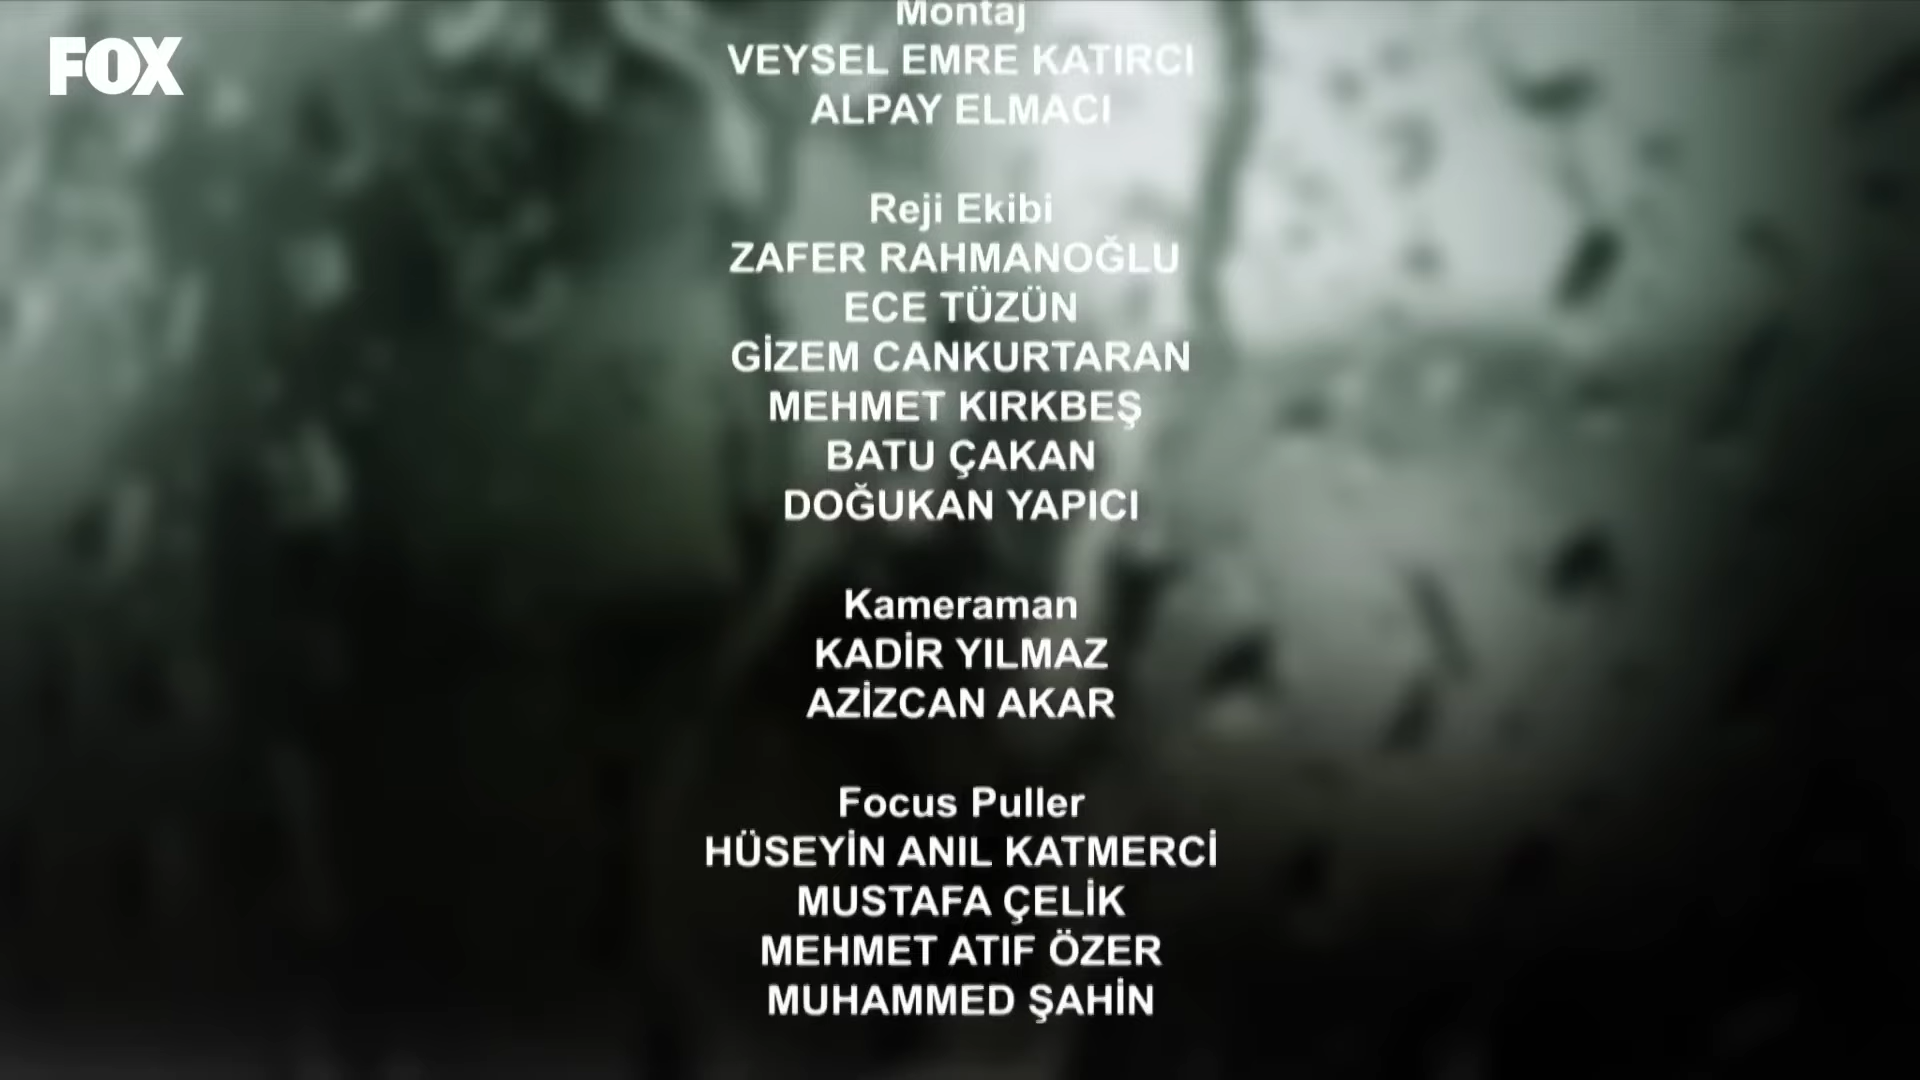 FOX
Montaj
VEYSEL EMRE KATIRCI
ALPAY ELMACI
Reji Ekibi
ZAFER RAHMANOĞLU
ECE TÜZÜN
GİZEM CANKURTARAN
MEHMET KIRKBEŞ
BATU ÇAKAN
DOĞUKAN YAPICI
Kameraman
KADİR YILMAZ
AZİZCAN AKAR
Focus Puller
HÜSEYİN ANIL KATMERCİ
MUSTAFA ÇELİK
MEHMET ATIF ÖZER
MUHAMMED ŞAHİN